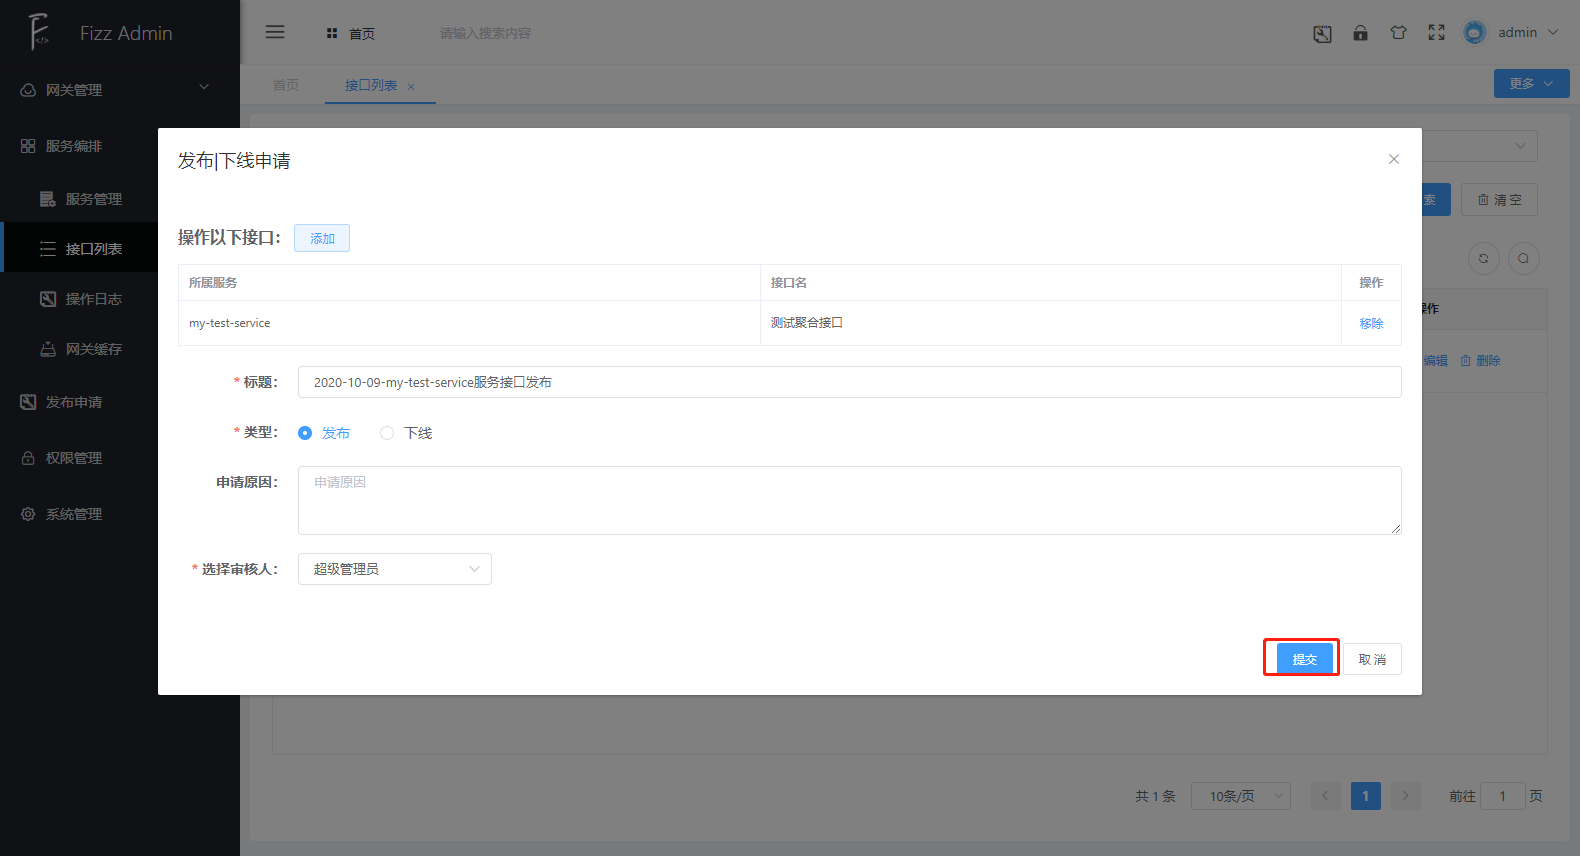 Fizz Admin
首页
请输入搜索内容
admin
首页
接口列表
更多
网关管理
服务编排
服务管理
接口列表
操作日志
网关缓存
发布申请
权限管理
系统管理
发布|下线申请
索
清 空
操作以下接口：
添加
所属服务
接口名
操作
my-test-service
测试聚合接口
移除
操作
编辑
删除
* 标题：
2020-10-09-my-test-service服务接口发布
* 类型：
发布
下线
申请原因：
申请原因
* 选择审核人：
超级管理员
提交
取 消
共 1 条
10条/页
1
前往
1
页